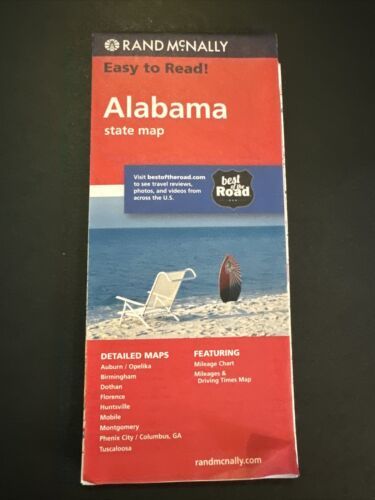 RAND MCNALLY
Easy to Read!
Alabama
state map
Visit bestoftheroad.com
to see travel reviews,
photos, and videos from
across the U.S.
best
of the
Road
DETAILED MAPS
Auburn / Opelika
Birmingham
Dothan
Florence
Huntsville
Mobile
Montgomery
Phenix City / Columbus, GA
Tuscaloosa
FEATURING
Mileage Chart
Mileages &
Driving Times Map
randmcnally.com